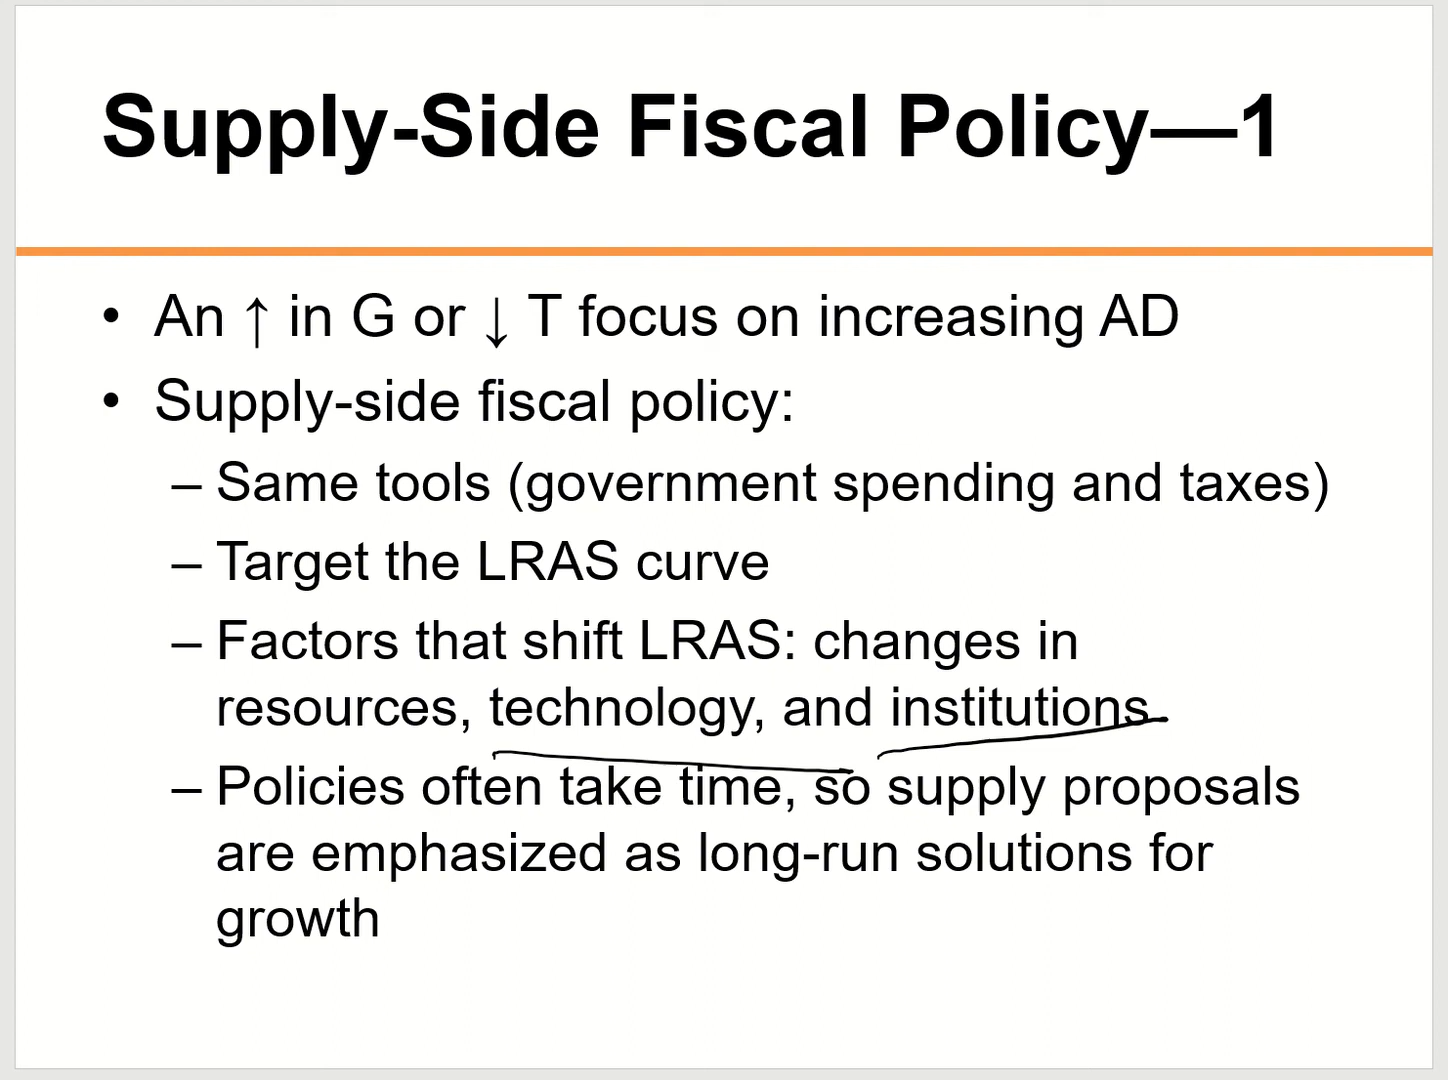 Supply-Side Fiscal Policy—1
• An ↑ in G or ↓ T focus on increasing AD
• Supply-side fiscal policy:
– Same tools (government spending and taxes)
– Target the LRAS curve
– Factors that shift LRAS: changes in
resources, technology, and institutions
– Policies often take time, so supply proposals
are emphasized as long-run solutions for
growth